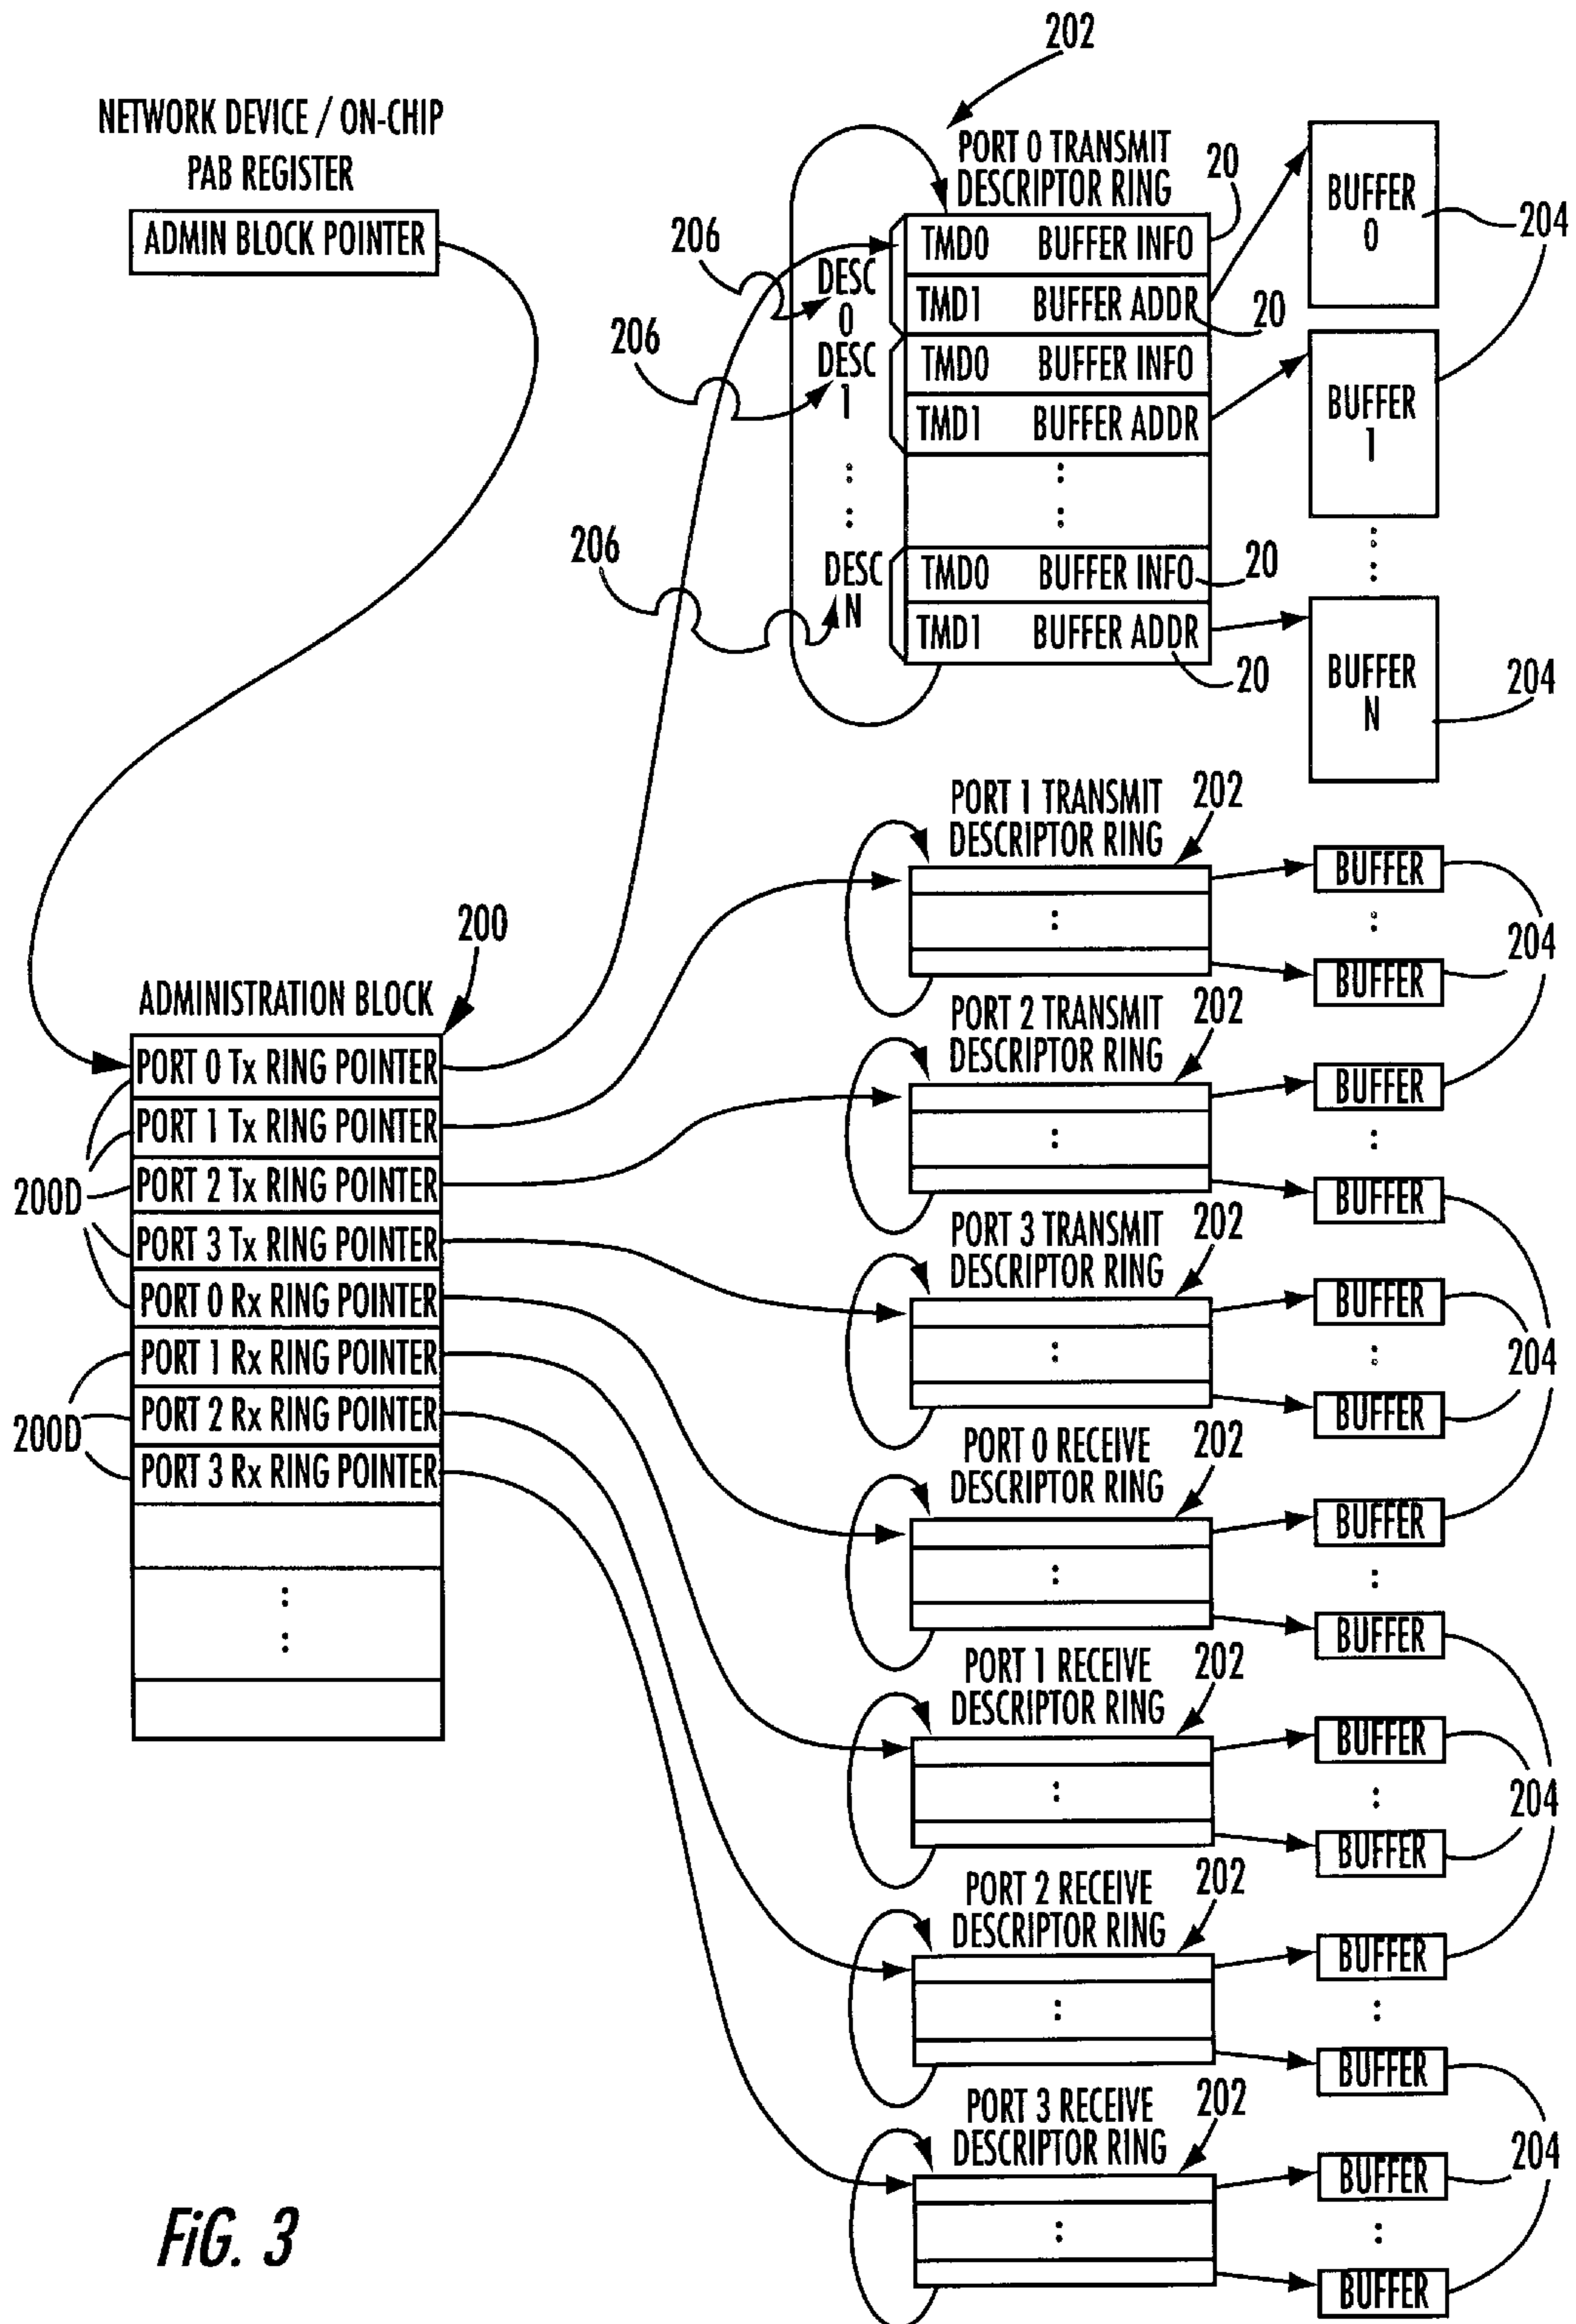 NETWORK DEVICE / ON-CHIP
PAB REGISTER
ADMIN BLOCK POINTER
202
PORT 0 TRANSMIT
DESCRIPTOR RING
20
206
DESC
0
TMD0 BUFFER INFO
TMD1 BUFFER ADDR
20
BUFFER
0
204
206
DESC
1
TMD0 BUFFER INFO
TMD1 BUFFER ADDR
BUFFER
1
:
:
:
:
:
:
206
DESC
N
TMD0 BUFFER INFO
20
TMD1 BUFFER ADDR
20
BUFFER
N
204
PORT 1 TRANSMIT
DESCRIPTOR RING
202
BUFFER
:
:
BUFFER
204
PORT 2 TRANSMIT
DESCRIPTOR RING
202
BUFFER
:
:
BUFFER
PORT 3 TRANSMIT
DESCRIPTOR RING
202
BUFFER
:
:
BUFFER
204
PORT 0 RECEIVE
DESCRIPTOR RING
202
BUFFER
:
:
BUFFER
PORT 1 RECEIVE
DESCRIPTOR RING
202
BUFFER
:
:
BUFFER
204
PORT 2 RECEIVE
DESCRIPTOR RING
202
BUFFER
:
:
BUFFER
PORT 3 RECEIVE
DESCRIPTOR RING
202
BUFFER
:
:
BUFFER
204
200
ADMINISTRATION BLOCK
PORT 0 Tx RING POINTER
PORT 1 Tx RING POINTER
PORT 2 Tx RING POINTER
200D
PORT 3 Tx RING POINTER
PORT 0 Rx RING POINTER
PORT 1 Rx RING POINTER
PORT 2 Rx RING POINTER
200D
PORT 3 Rx RING POINTER
:
:
FiG. 3